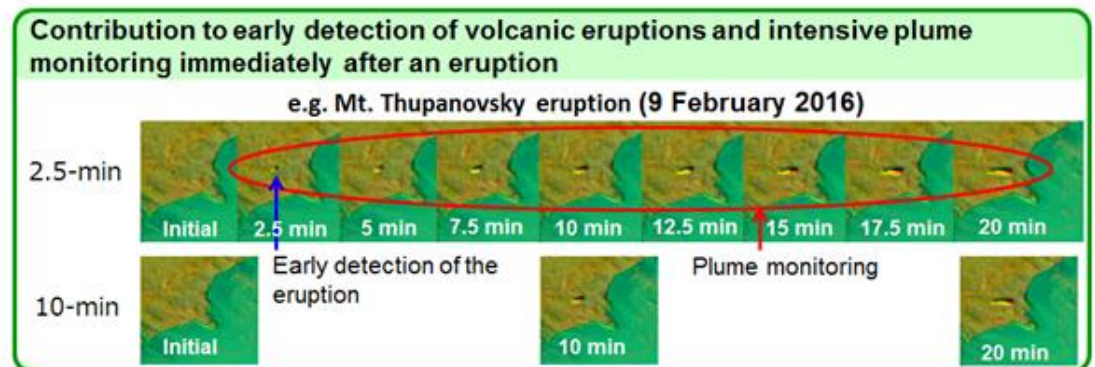 Contribution to early detection of volcanic eruptions and intensive plume
monitoring immediately after an eruption
e.g. Mt. Thupanovsky eruption (9 February 2016)
2.5-min
Initial 2.5 min 5 min 7.5 min 10 min 12.5 min 15 min 17.5 min 20 min
Early detection of the
eruption
Plume monitoring
10-min
Initial 10 min 20 min